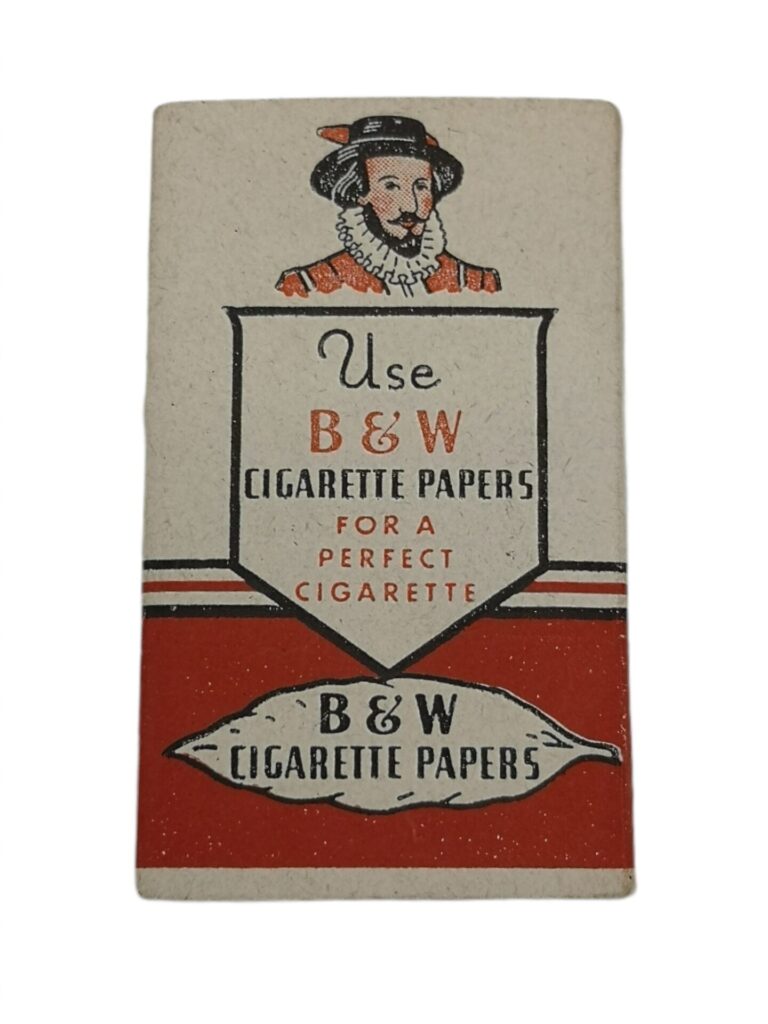 Use
B & W
CIGARETTE PAPERS
FOR A
PERFECT
CIGARETTE
B & W
CIGARETTE PAPERS